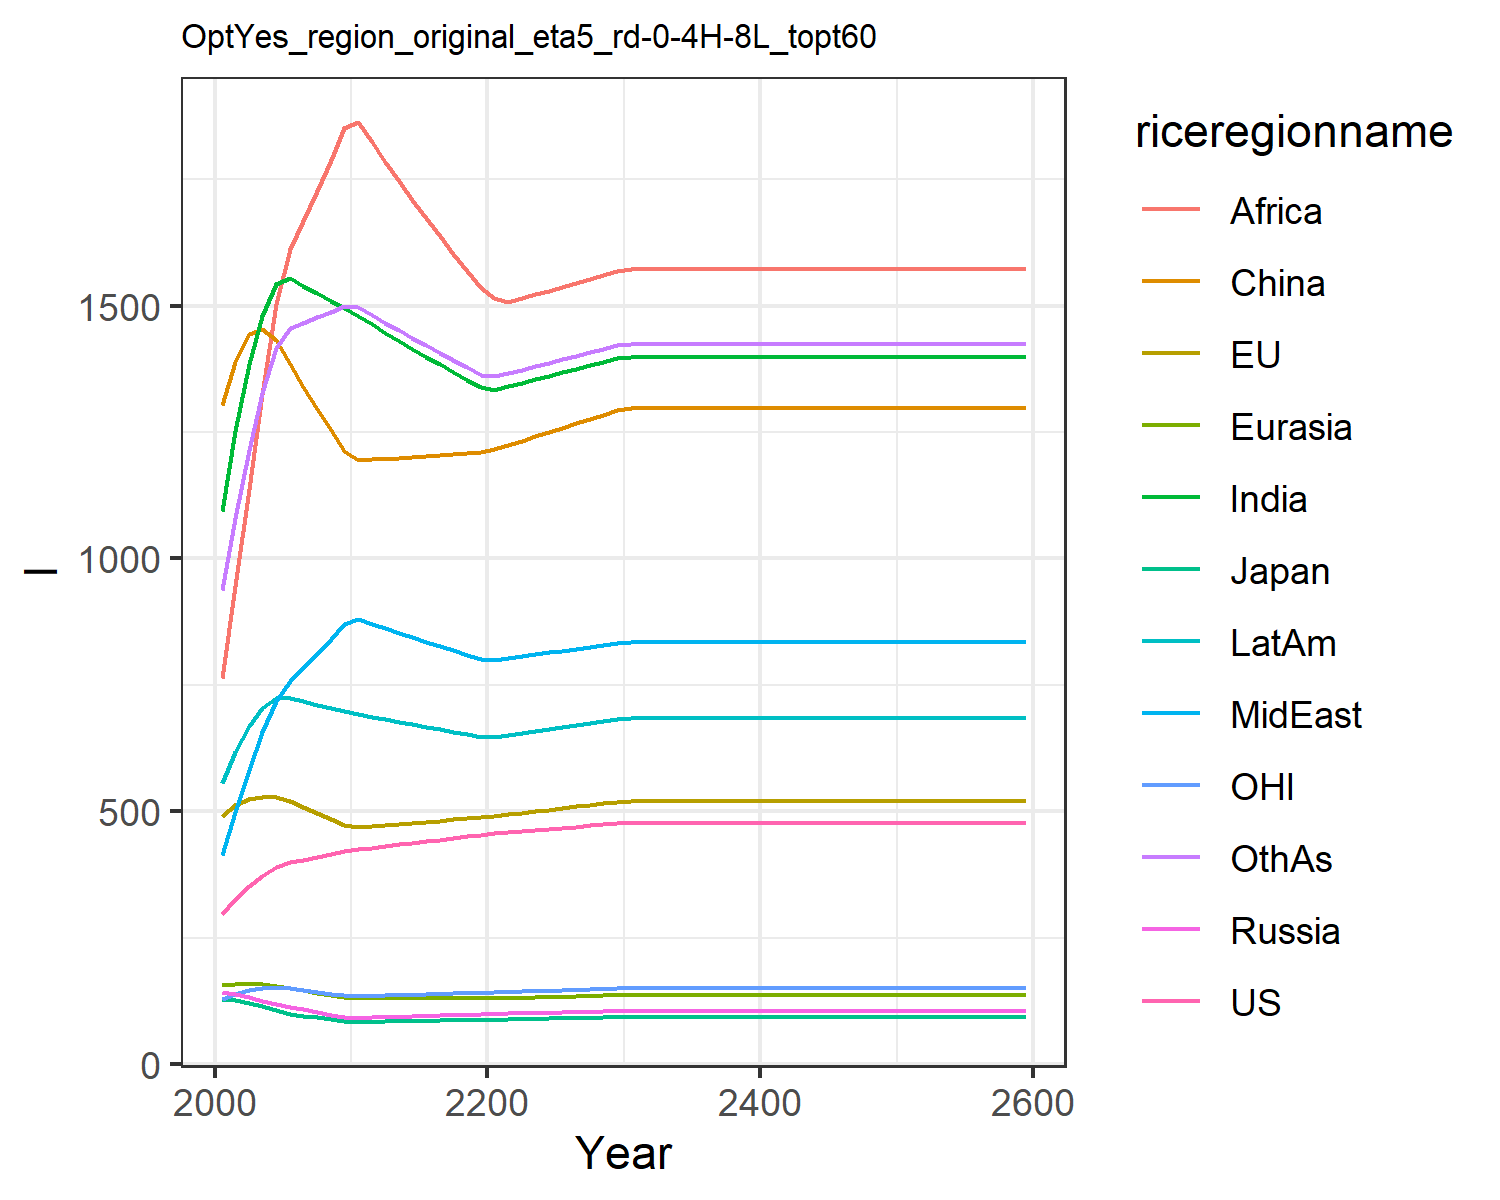 OptYes_region_original_eta5_rd-0-4H-8L_topt60
1500
1000
500
0
l
2000 2200 2400 2600
Year
riceregionname
Africa
China
EU
Eurasia
India
Japan
LatAm
MidEast
OHI
OthAs
Russia
US